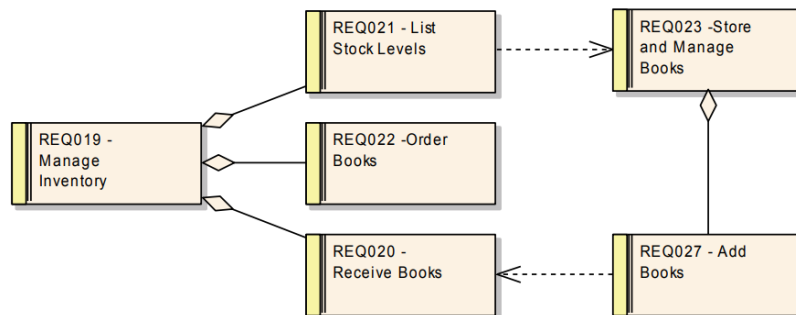 REQ021 - List
Stock Levels
REQ023 -Store
and Manage
Books
REQ019 -
Manage
Inventory
REQ022 -Order
Books
REQ020 -
Receive Books
REQ027 - Add
Books